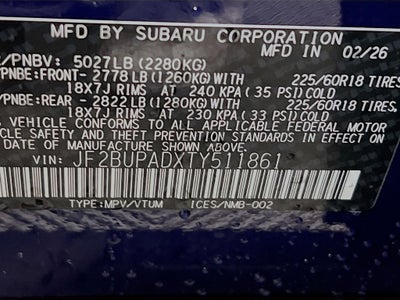 MFD BY SUBARU CORPORATION
IN 02/26
/PNBV: 5027LB (2280KG)
/PNBE:FRONT- 2778 LB (1260KG) WITH 225/60R18 TIRES
18X7J RIMS AT 240 KPA (35 PSI) COLD
PNBE:REAR - 2822 LB (1280KG) WITH 225/60R18 TIRES
18X7J RIMS AT 230 KPA (33 PSI) COLD
S VEHICLE CONFORMS TO ALL APPLICABLE FEDERAL MOTOR
AND THEFT PREVENTION STANDARDS IN EFFECT ON
DATE OF MANUFACTURE SHOWN ABOVE.
VIN: JF2BUPADXTY511861
TYPE:MPV/VTUM ICES/NMB-002